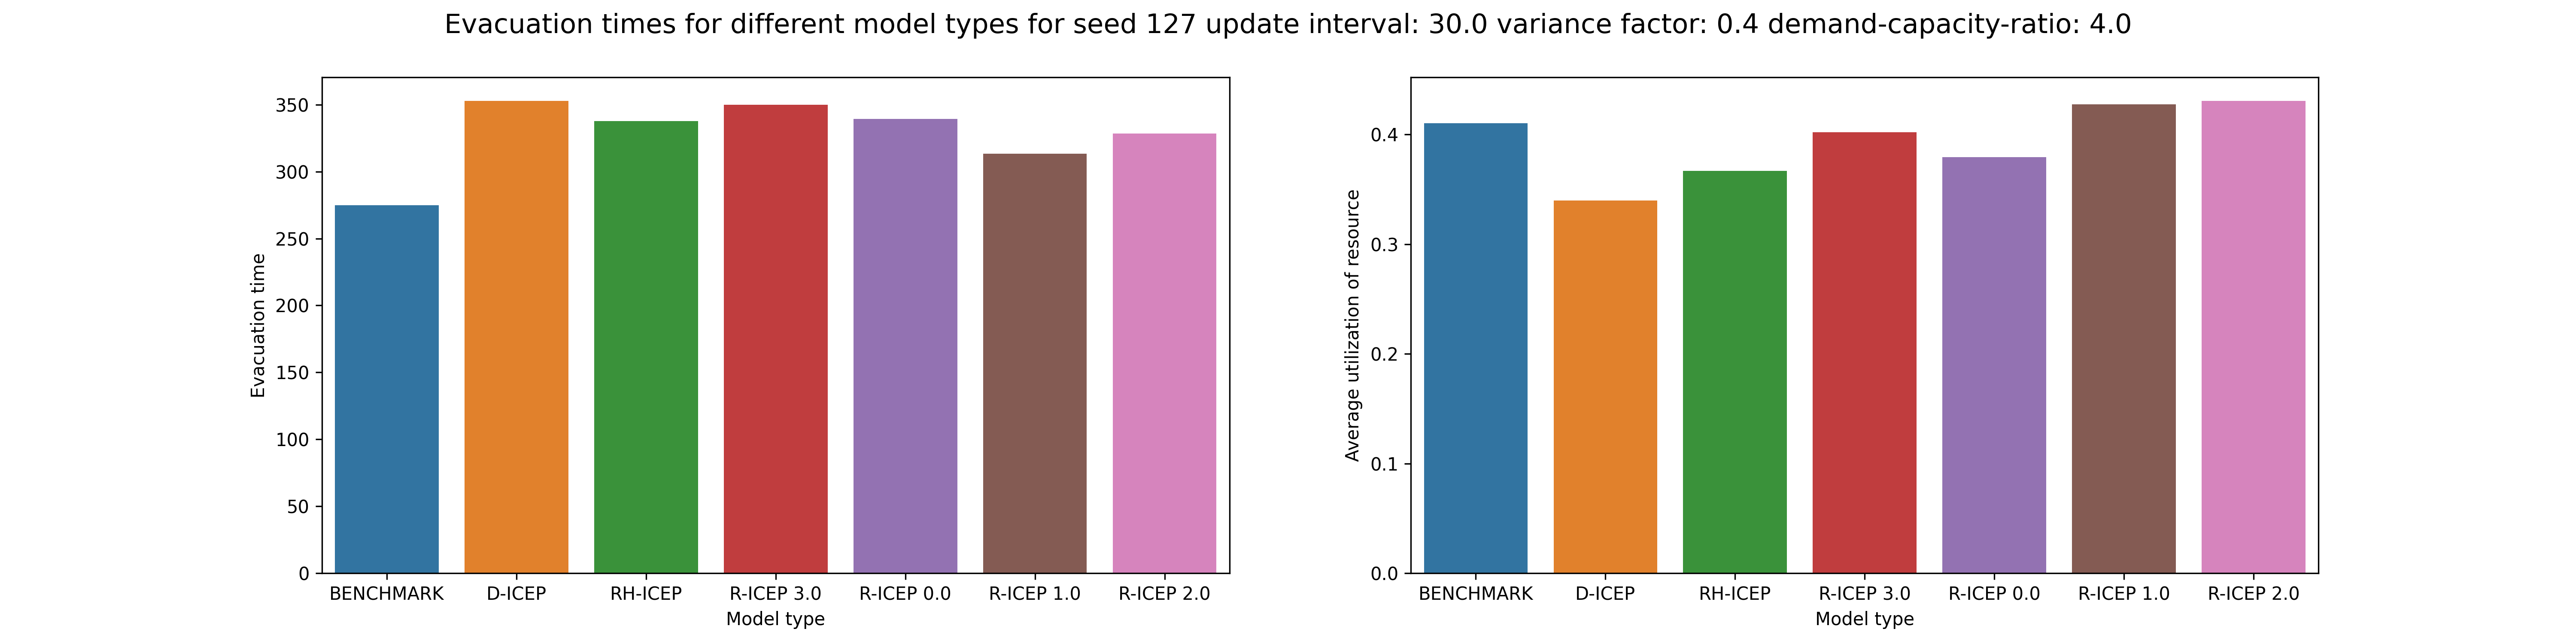 Evacuation times for different model types for seed 127 update interval: 30.0 variance factor: 0.4 demand-capacity-ratio: 4.0
Evacuation time
350
300
250
200
150
100
50
0
BENCHMARK D-ICEP RH-ICEP R-ICEP 3.0 R-ICEP 0.0 R-ICEP 1.0 R-ICEP 2.0
Model type
Average utilization of resource
0.4
0.3
0.2
0.1
0.0
BENCHMARK D-ICEP RH-ICEP R-ICEP 3.0 R-ICEP 0.0 R-ICEP 1.0 R-ICEP 2.0
Model type